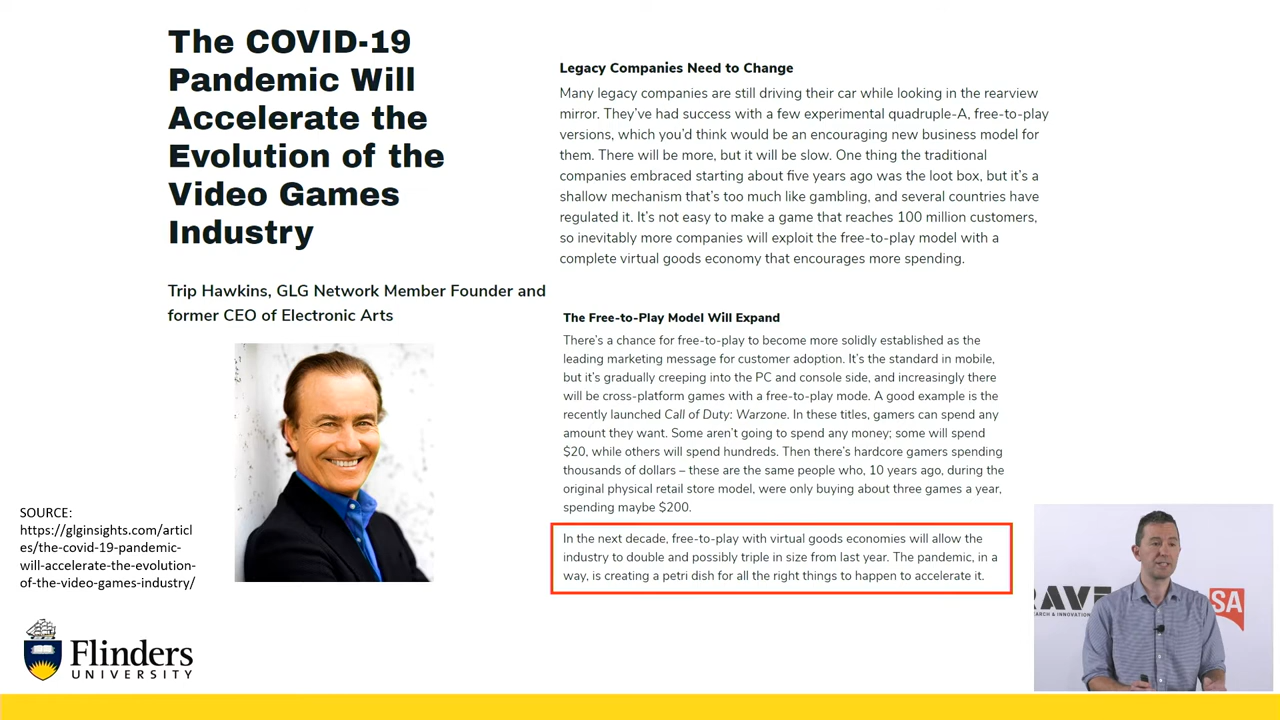 The COVID-19
Pandemic Will
Accelerate the
Evolution of the
Video Games
Industry
Trip Hawkins, GLG Network Member Founder and
former CEO of Electronic Arts
SOURCE:
https://glginsights.com/articl
es/the-covid-19-pandemic-
will-accelerate-the-evolution-
of-the-video-games-industry/
Flinders
UNIVERSITY
Legacy Companies Need to Change
Many legacy companies are still driving their car while looking in the rearview
mirror. They've had success with a few experimental quadruple-A, free-to-play
versions, which you'd think would be an encouraging new business model for
them. There will be more, but it will be slow. One thing the traditional
companies embraced starting about five years ago was the loot box, but it's a
shallow mechanism that's too much like gambling, and several countries have
regulated it. It's not easy to make a game that reaches 100 million customers,
so inevitably more companies will exploit the free-to-play model with a
complete virtual goods economy that encourages more spending.
The Free-to-Play Model Will Expand
There's a chance for free-to-play to become more solidly established as the
leading marketing message for customer adoption. It's the standard in mobile,
but it's gradually creeping into the PC and console side, and increasingly there
will be cross-platform games with a free-to-play mode. A good example is the
recently launched Call of Duty: Warzone. In these titles, gamers can spend any
amount they want. Some aren't going to spend any money; some will spend
$20, while others will spend hundreds. Then there's hardcore gamers spending
thousands of dollars – these are the same people who, 10 years ago, during the
original physical retail store model, were only buying about three games a year,
spending maybe $200.
In the next decade, free-to-play with virtual goods economies will allow the
industry to double and possibly triple in size from last year. The pandemic, in a
way, is creating a petri dish for all the right things to happen to accelerate it.
RAVE
SEARCH & INNOVATION
SA